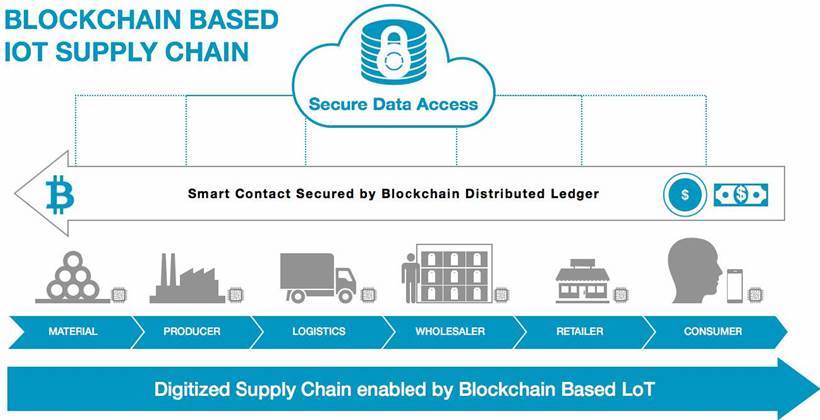 BLOCKCHAIN BASED
IOT SUPPLY CHAIN
Secure Data Access
Smart Contact Secured by Blockchain Distributed Ledger
$ $
MATERIAL PRODUCER LOGISTICS WHOLESALER RETAILER CONSUMER
Digitized Supply Chain enabled by Blockchain Based LoT